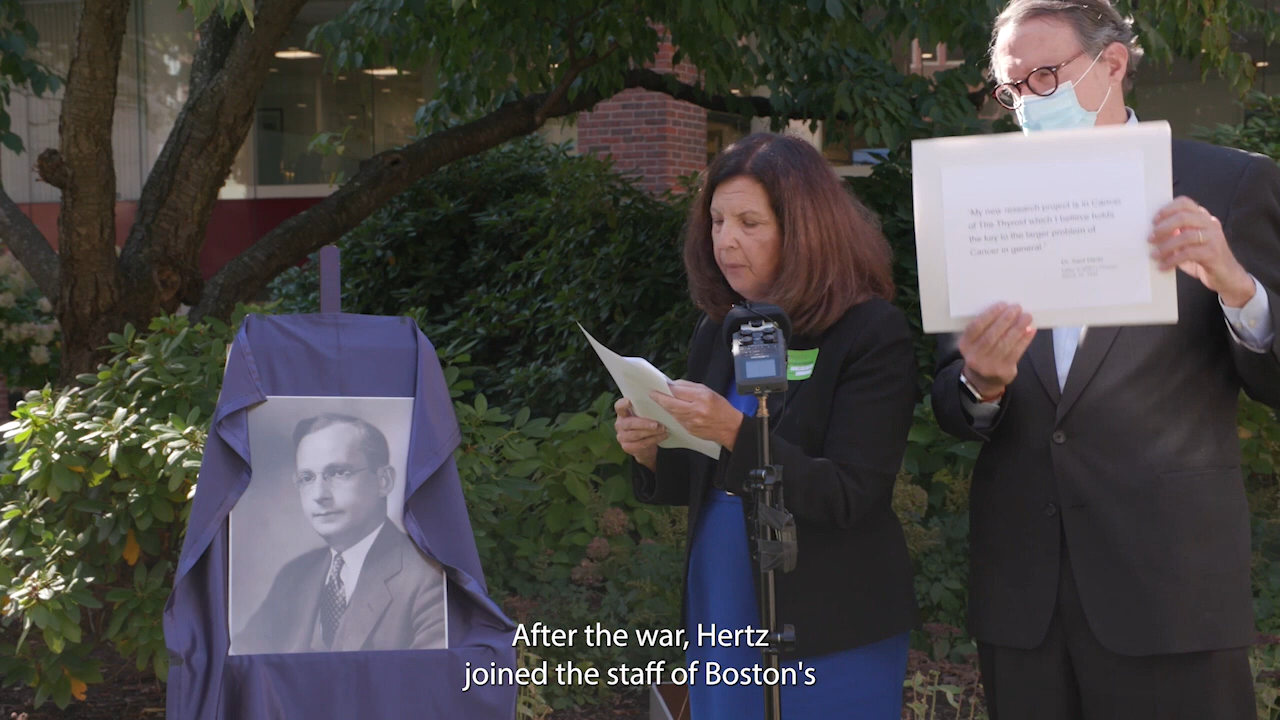 "My new research project is in Cancer
of The Thyroid which I believe holds
the key to the larger problem of
Cancer in general."
After the war, Hertz
joined the staff of Boston's